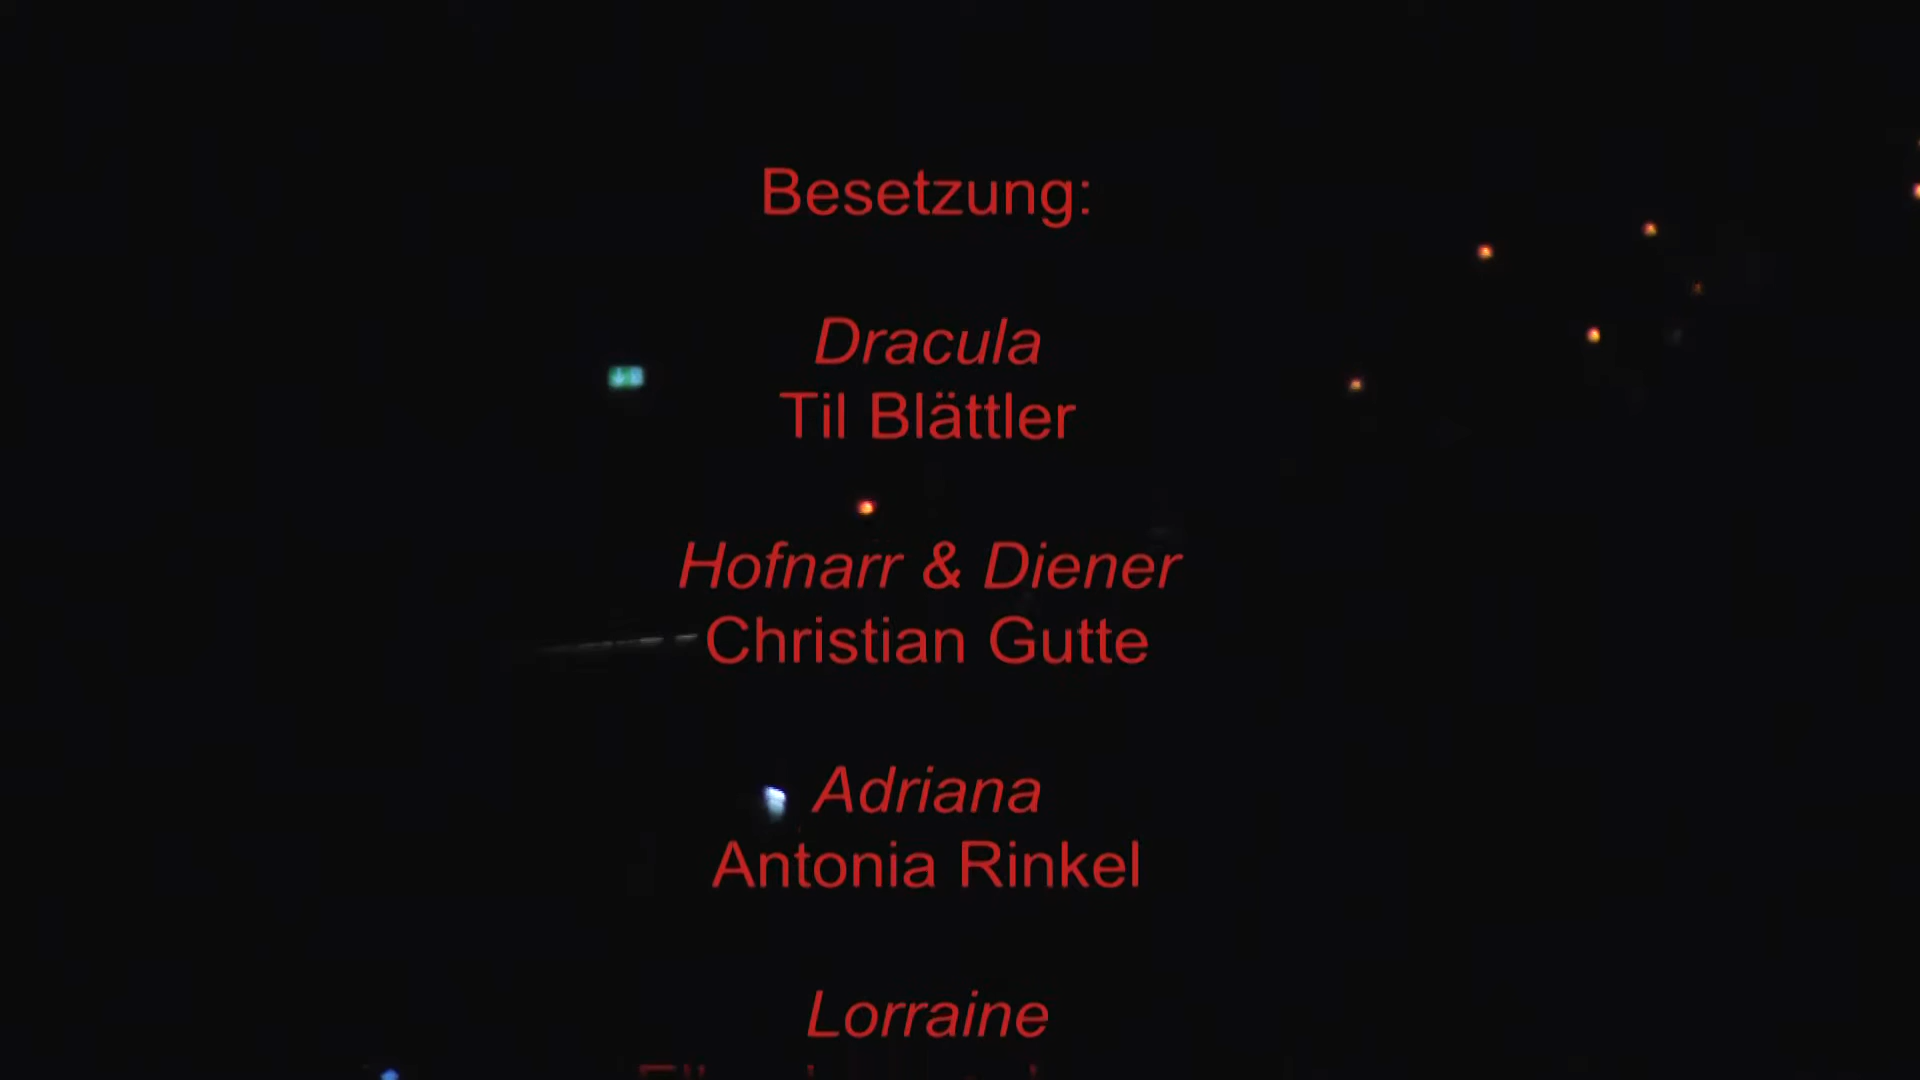 Besetzung:
Dracula
Til Blättler
Hofnarr & Diener
Christian Gutte
Adriana
Antonia Rinkel
Lorraine